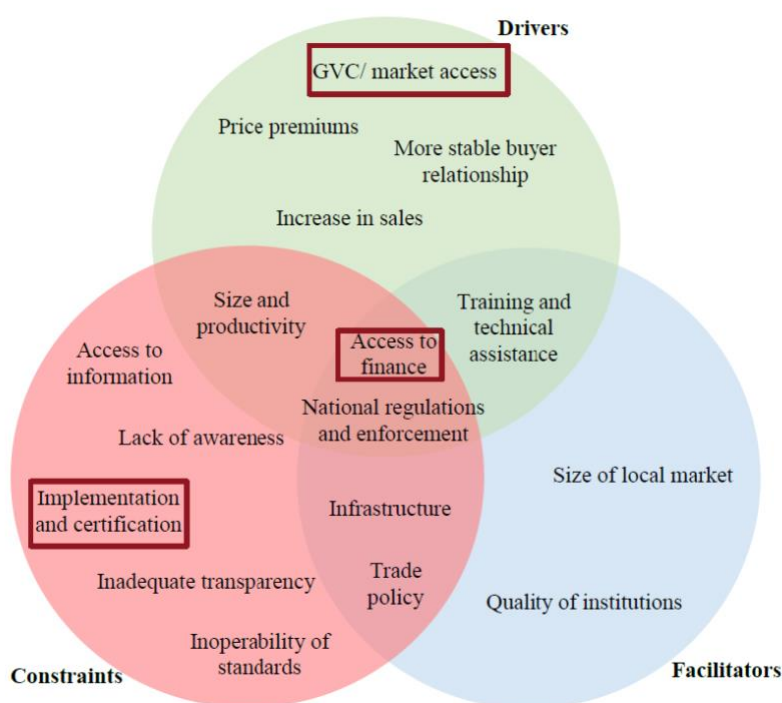 Drivers
GVC/ market access
Price premiums
More stable buyer
relationship
Increase in sales
Size and
productivity
Training and
technical
assistance
Access to
finance
Access to
information
National regulations
and enforcement
Lack of awareness
Size of local market
Implementation
and certification
Infrastructure
Inadequate transparency
Trade
policy
Quality of institutions
Inoperability of
standards
Constraints
Facilitators